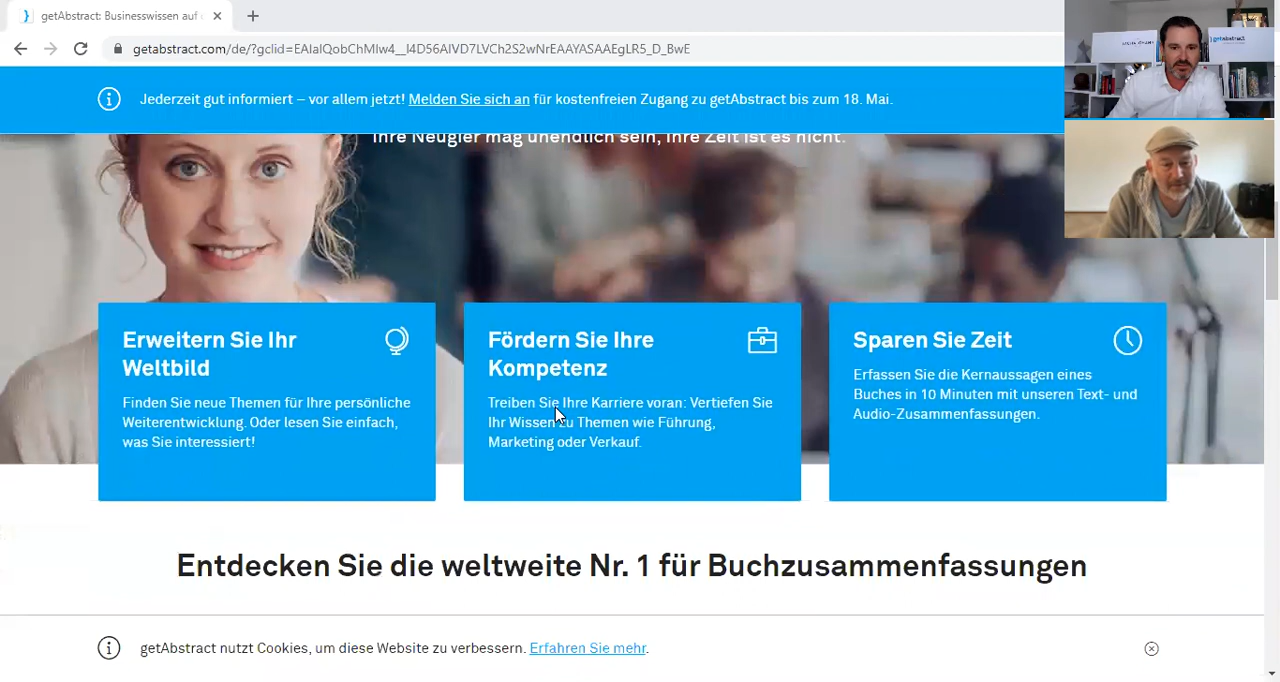 getAbstract: Businesswissen auf
getabstract.com/de/?gclid=EAIaIQobChMIw4__I4D56AIVD7LVCh2S2wNrEAAYASAAEgLR5_D_BwE
Jederzeit gut informiert – vor allem jetzt! Melden Sie sich an für kostenfreien Zugang zu getAbstract bis zum 18. Mai.
Ihre Neugier mag unendlich sein, Ihre Zeit ist es nicht.
Erweitern Sie Ihr
Weltbild
Finden Sie neue Themen für Ihre persönliche
Weiterentwicklung. Oder lesen Sie einfach,
was Sie interessiert!
Fördern Sie Ihre
Kompetenz
Treiben Sie Ihre Karriere voran: Vertiefen Sie
Ihr Wissen zu Themen wie Führung,
Marketing oder Verkauf.
Sparen Sie Zeit
Erfassen Sie die Kernaussagen eines
Buches in 10 Minuten mit unseren Text- und
Audio-Zusammenfassungen.
Entdecken Sie die weltweite Nr. 1 für Buchzusammenfassungen
getAbstract nutzt Cookies, um diese Website zu verbessern. Erfahren Sie mehr.